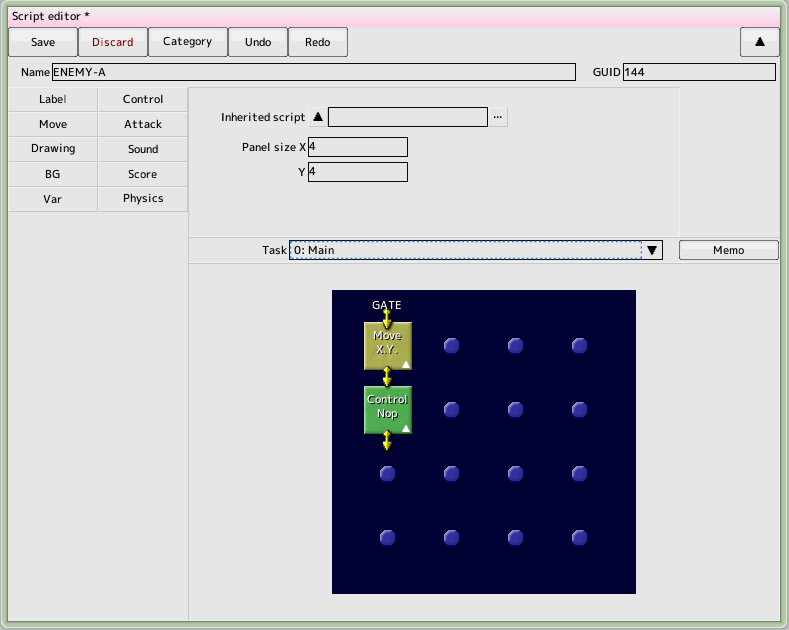 Script editor *
Save Discard Category Undo Redo ▲
Name ENEMY-A GUID 144
Label Control
Move Attack
Drawing Sound
BG Score
Var Physics
Inherited script ▲ ...
Panel size X 4
Y 4
Task 0: Main ▼ Memo
GATE
Move
X.Y.
Control
Nop